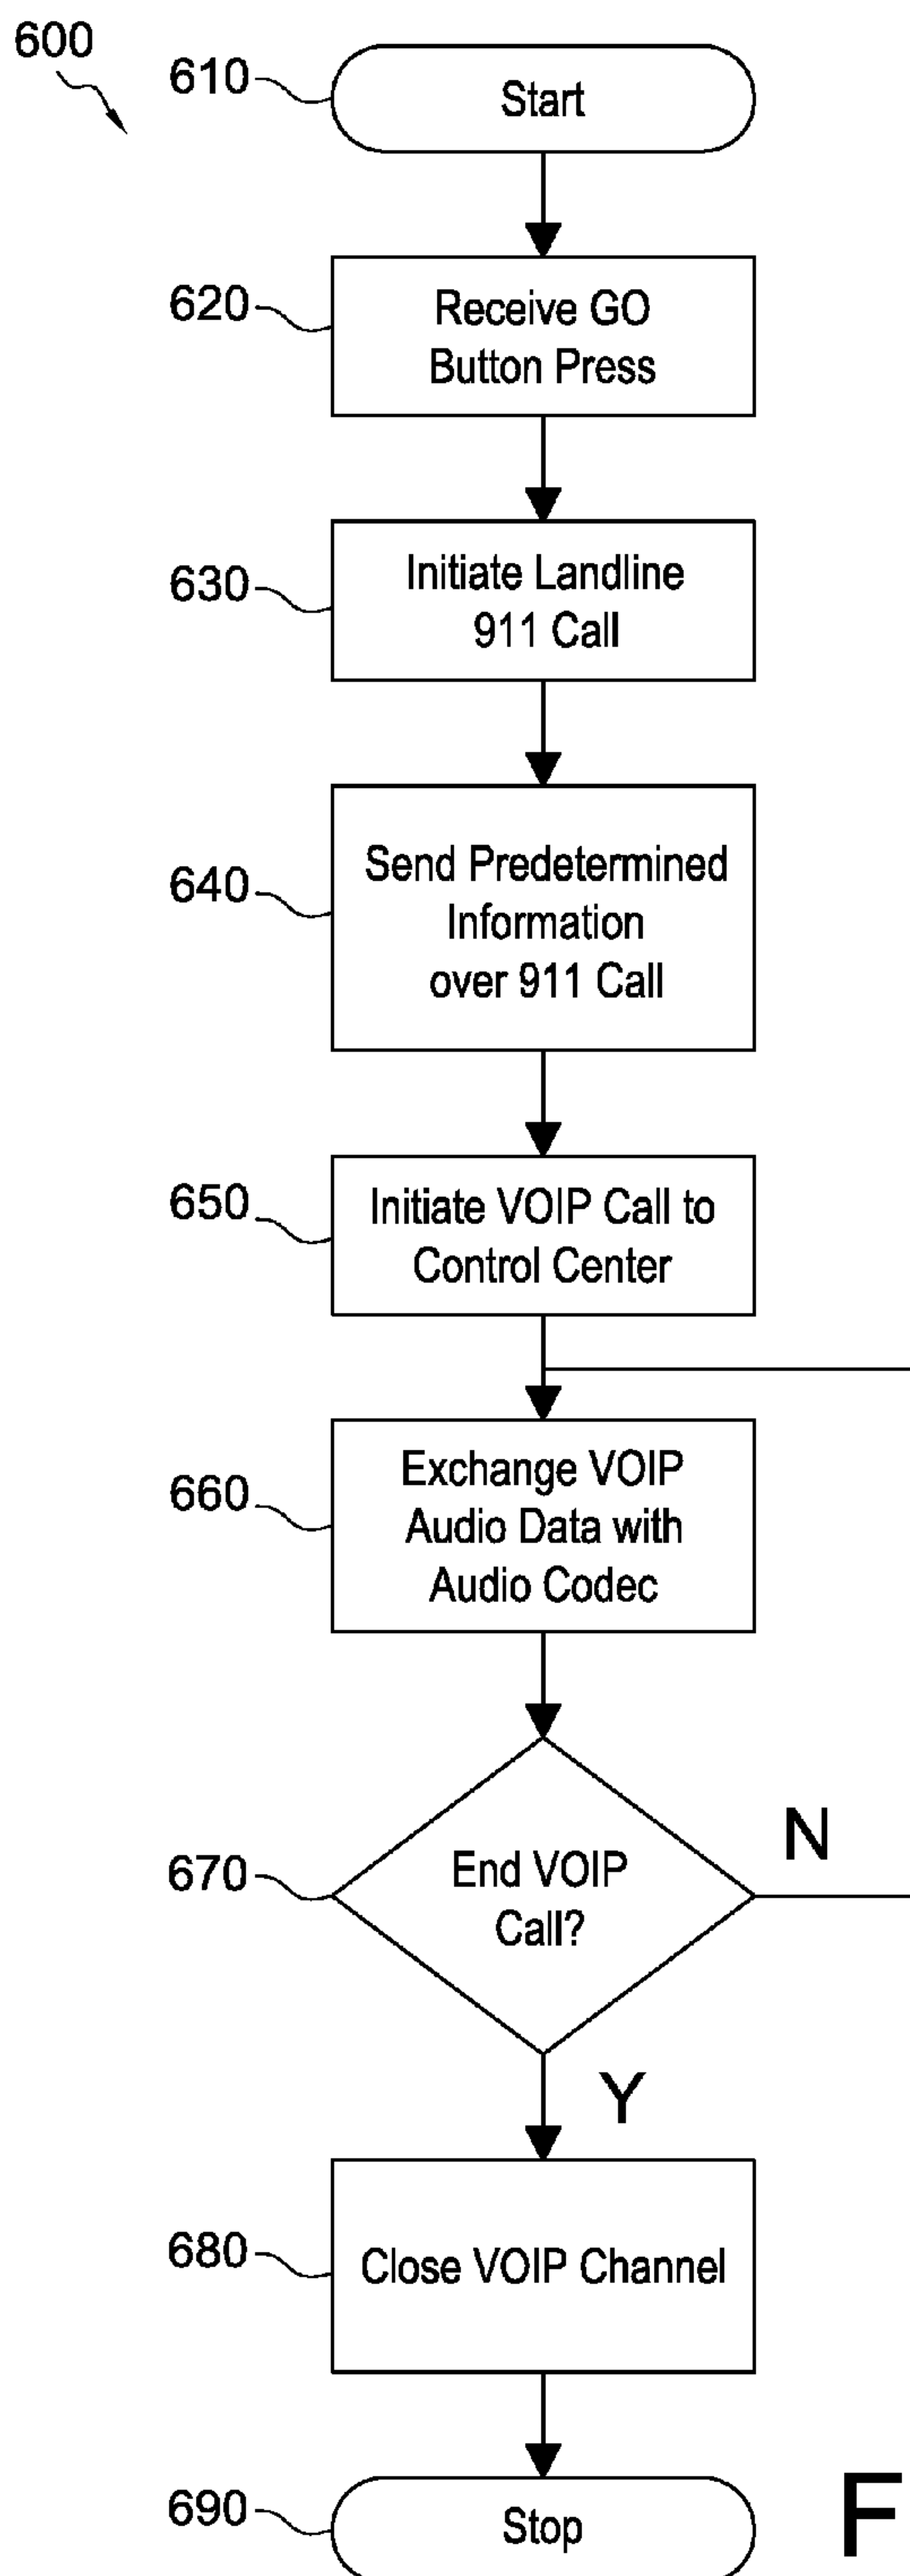 600
610
Start
620
Receive GO
Button Press
630
Initiate Landline
911 Call
640
Send Predetermined
Information
over 911 Call
650
Initiate VOIP Call to
Control Center
660
Exchange VOIP
Audio Data with
Audio Codec
670
End VOIP
Call?
N
Y
680
Close VOIP Channel
690
Stop
F